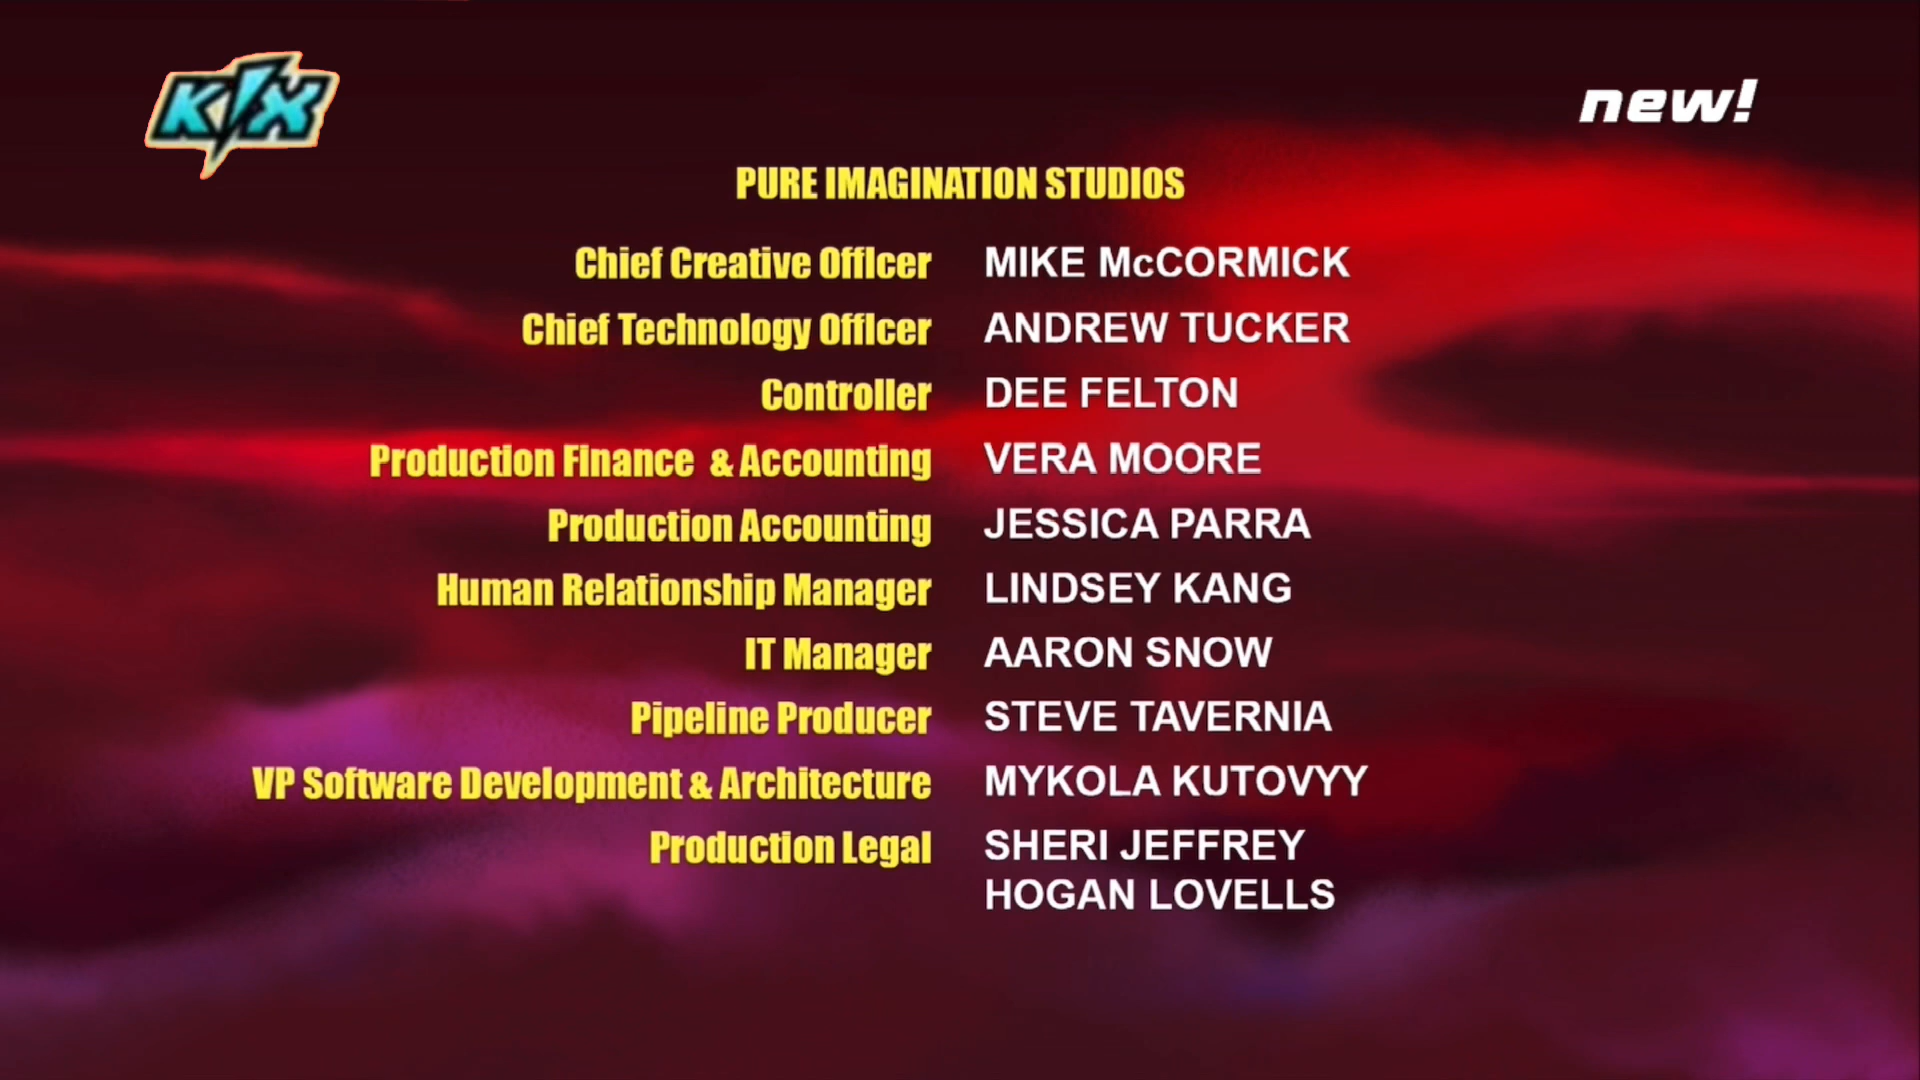 KIX
new!
PURE IMAGINATION STUDIOS
Chief Creative Officer MIKE McCORMICK
Chief Technology Officer ANDREW TUCKER
Controller DEE FELTON
Production Finance & Accounting VERA MOORE
Production Accounting JESSICA PARRA
Human Relationship Manager LINDSEY KANG
IT Manager AARON SNOW
Pipeline Producer STEVE TAVERNIA
VP Software Development & Architecture MYKOLA KUTOVYY
Production Legal SHERI JEFFREY
HOGAN LOVELLS